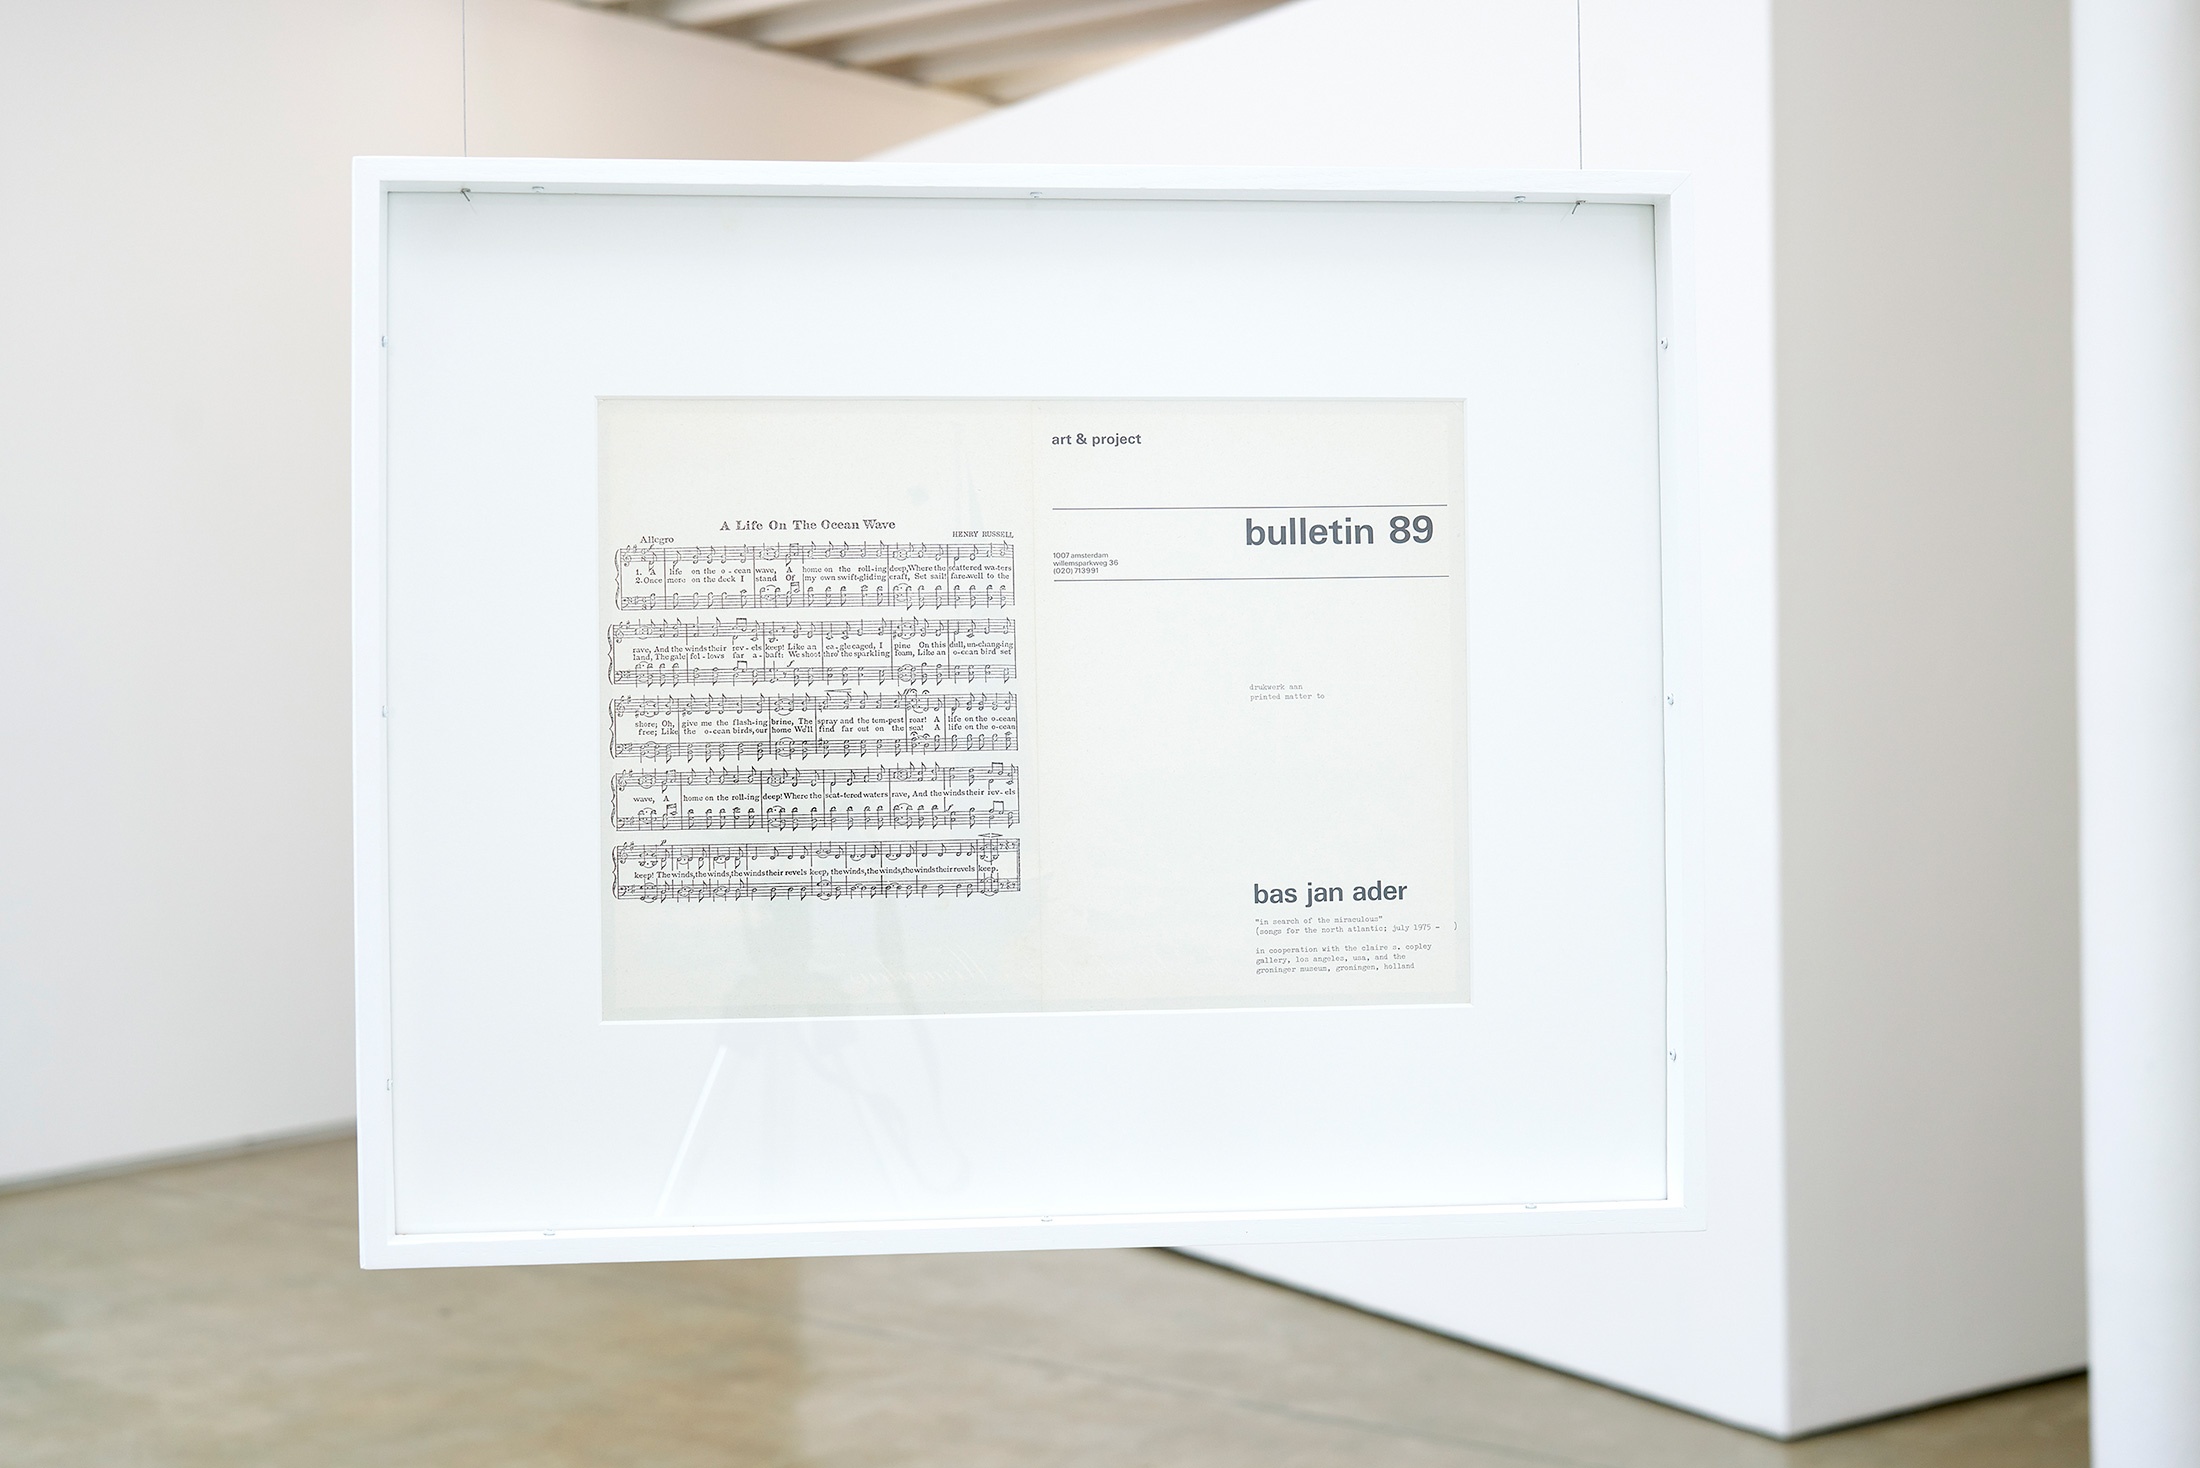 A Life On The Ocean Wave
Allegro
HENRY RUSSELL
1. A life on the o-cean wave, A home on the roll-ing deep, Where the scattered wa-ters
2. Once more on the deck I stand Of my own swift-gliding craft, Set sail! farewell to the
rave, And the winds their rev-els keep! Like an ea-gle caged, I pine On this dull, un-chang-ing
land, The gale fol-lows far a-baft: We shoot thro' the sparkling foam, Like an o-cean bird set
shore; Oh, give me the flash-ing brine, The spray and the tem-pest roar! A life on the o-cean
free; Like the o-cean birds, our home We'll find far out on the sea! A life on the o-cean
wave, A home on the roll-ing deep! Where the scat-tered waters rave, And the winds their rev-els
keep! The winds, the winds, the winds their revels keep, the winds, the winds, the winds their revels keep.
art & project
bulletin 89
1007 amsterdam
willemsparkweg 36
(020) 713991
drukwerk aan
printed matter to
bas jan ader
"in search of the miraculous"
(songs for the north atlantic; july 1975 - )
in cooperation with the claire s. copley
gallery, los angeles, usa, and the
groninger museum, groningen, holland